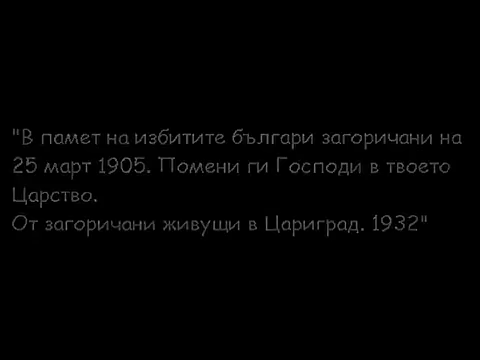 "В памет на избитите българи загоричани на
25 март 1905. Помени ги Господи в твоето
Царство.
От загоричани живущи в Цариград. 1932"